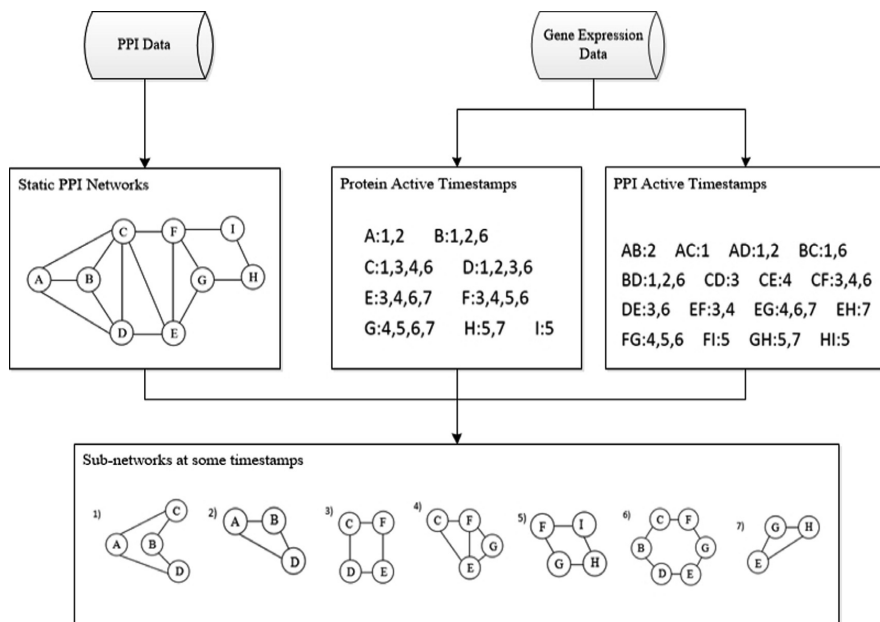 PPI Data
Gene Expression
Data
Static PPI Networks
C
F
I
A
B
G
H
D
E
Protein Active Timestamps
A:1,2 B:1,2,6
C:1,3,4,6 D:1,2,3,6
E:3,4,6,7 F:3,4,5,6
G:4,5,6,7 H:5,7 I:5
PPI Active Timestamps
AB:2 AC:1 AD:1,2 BC:1,6
BD:1,2,6 CD:3 CE:4 CF:3,4,6
DE:3,6 EF:3,4 EG:4,6,7 EH:7
FG:4,5,6 FI:5 GH:5,7 HI:5
Sub-networks at some timestamps
1)
C
A
B
D
2)
A
B
D
3)
C
F
D
E
4)
C
F
G
E
5)
F
I
G
H
6)
C
F
B
G
D
E
7)
G
H
E